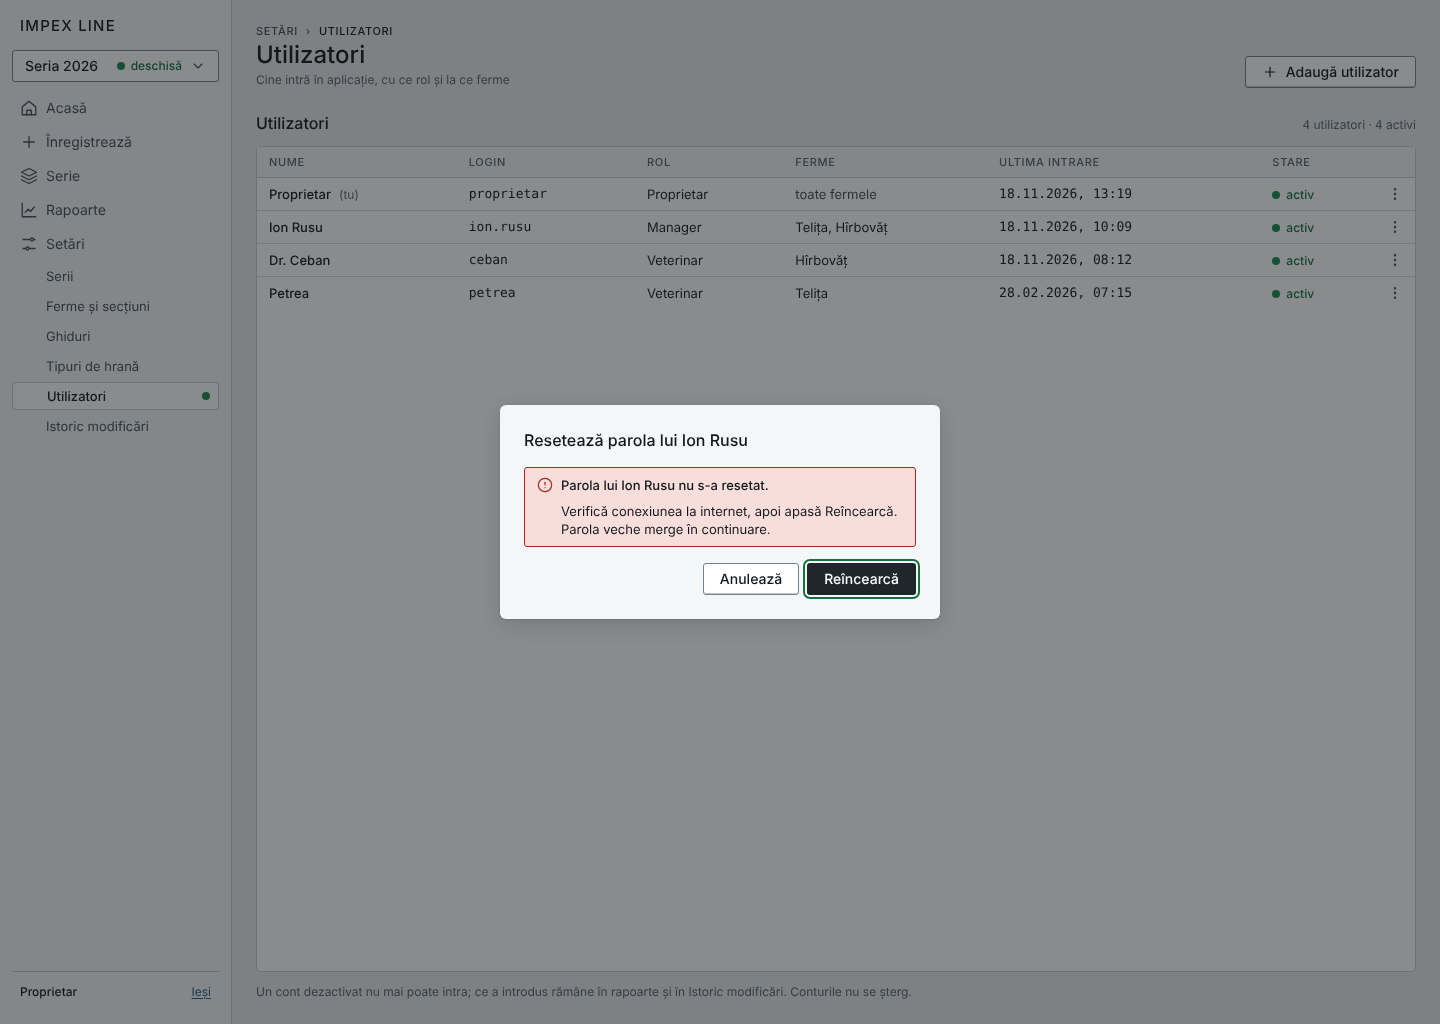 IMPEX LINE
Seria 2026 deschisă
Acasă
Înregistrează
Serie
Rapoarte
Setări
Serii
Ferme și secțiuni
Ghiduri
Tipuri de hrană
Utilizatori
Istoric modificări
Proprietar Ieși
SETĂRI › UTILIZATORI
Utilizatori
Cine intră în aplicație, cu ce rol și la ce ferme
Adaugă utilizator
Utilizatori
4 utilizatori · 4 activi
NUME LOGIN ROL FERME ULTIMA INTRARE STARE
Proprietar (tu) proprietar Proprietar toate fermele 18.11.2026, 13:19 activ
Ion Rusu ion.rusu Manager Telița, Hîrbovăț 18.11.2026, 10:09 activ
Dr. Ceban ceban Veterinar Hîrbovăț 18.11.2026, 08:12 activ
Petrea petrea Veterinar Telița 28.02.2026, 07:15 activ
Resetează parola lui Ion Rusu
Parola lui Ion Rusu nu s-a resetat.
Verifică conexiunea la internet, apoi apasă Reîncearcă.
Parola veche merge în continuare.
Anulează Reîncearcă
Un cont dezactivat nu mai poate intra; ce a introdus rămâne în rapoarte și în Istoric modificări. Conturile nu se șterg.